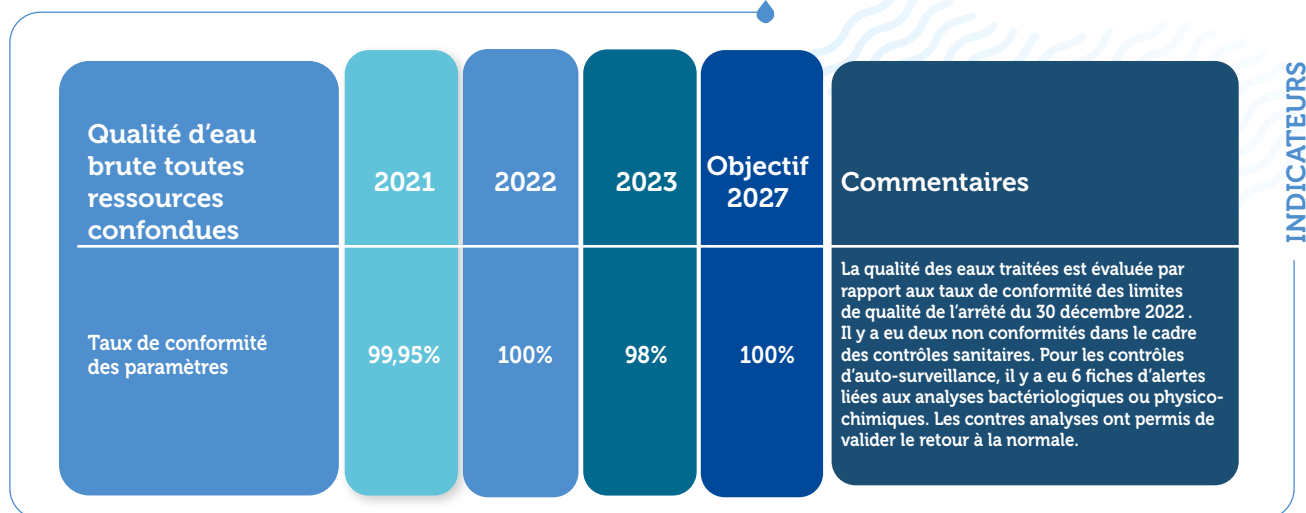 Qualité d’eau
brute toutes
ressources
confondues
2021
2022
2023
Objectif
2027
Commentaires
Taux de conformité
des paramètres
99,95%
100%
98%
100%
La qualité des eaux traitées est évaluée par
rapport aux taux de conformité des limites
de qualité de l’arrêté du 30 décembre 2022 .
Il y a eu deux non conformités dans le cadre
des contrôles sanitaires. Pour les contrôles
d’auto-surveillance, il y a eu 6 fiches d’alertes
liées aux analyses bactériologiques ou physico-
chimiques. Les contres analyses ont permis de
valider le retour à la normale.
INDICATEURS